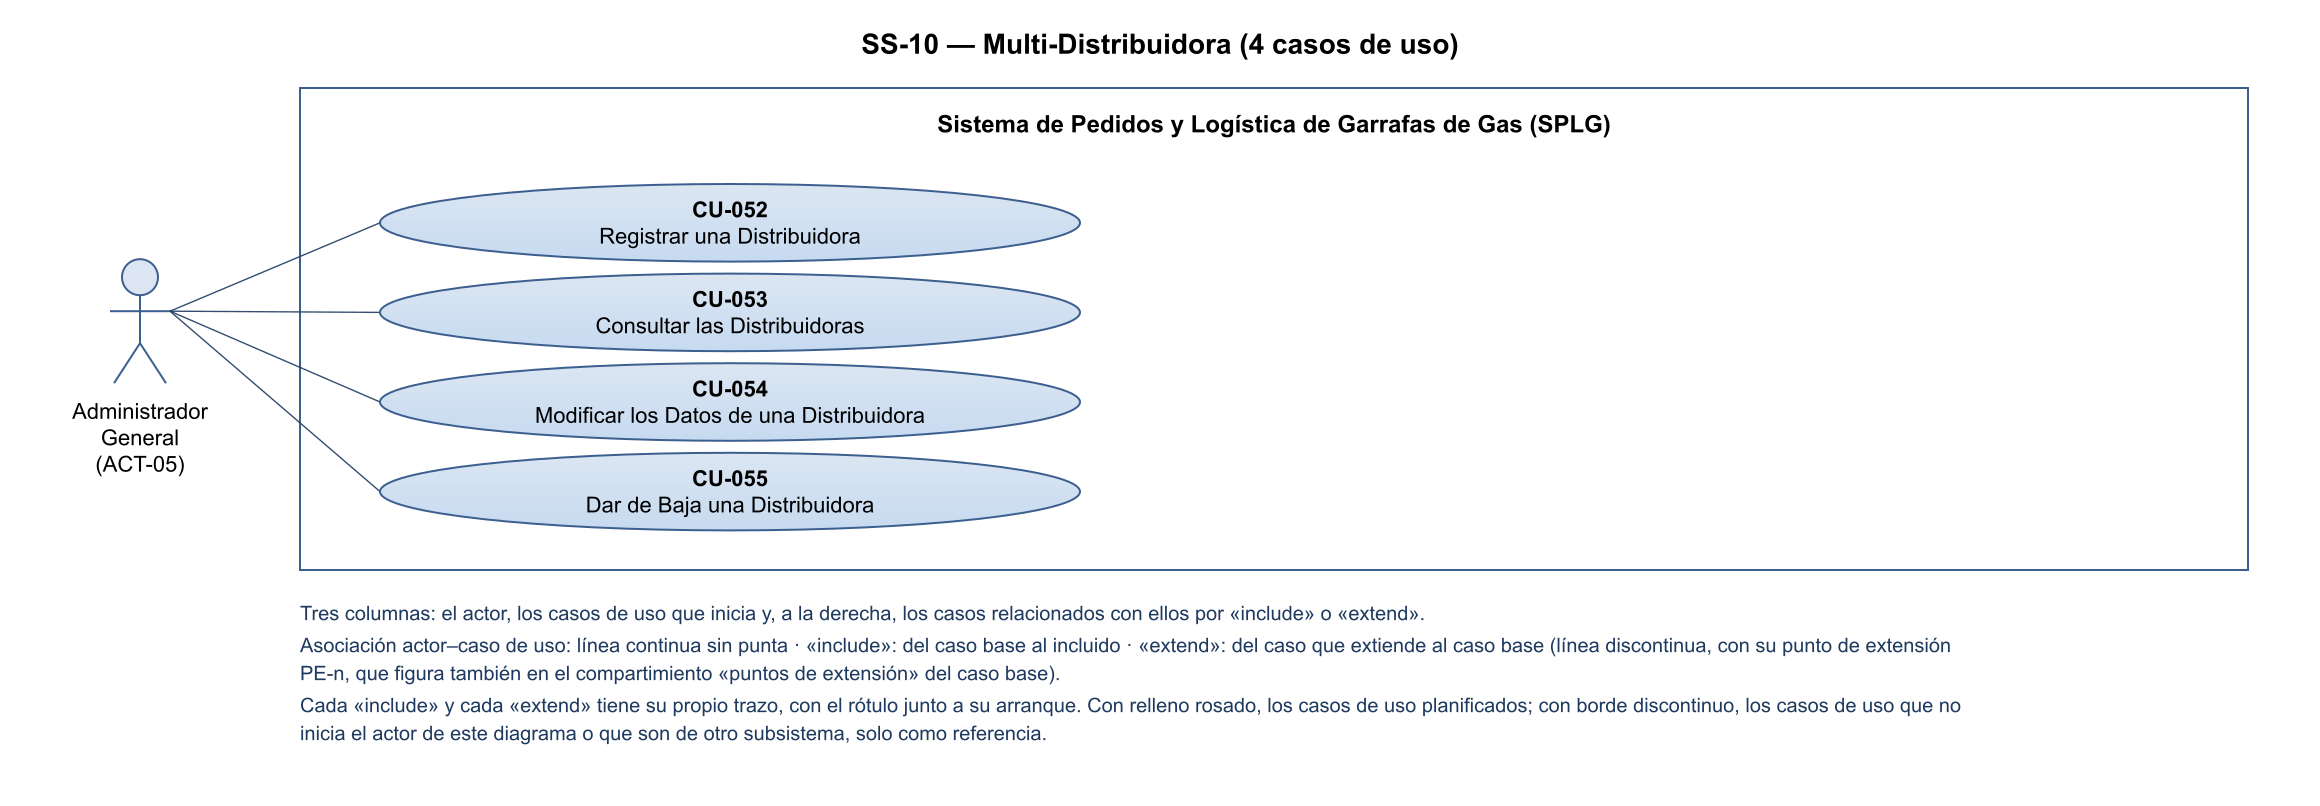 SS-10 — Multi-Distribuidora (4 casos de uso)
Sistema de Pedidos y Logística de Garrafas de Gas (SPLG)
CU-052
Registrar una Distribuidora
CU-053
Consultar las Distribuidoras
CU-054
Modificar los Datos de una Distribuidora
CU-055
Dar de Baja una Distribuidora
Administrador
General
(ACT-05)
Tres columnas: el actor, los casos de uso que inicia y, a la derecha, los casos relacionados con ellos por «include» o «extend».
Asociación actor–caso de uso: línea continua sin punta · «include»: del caso base al incluido · «extend»: del caso que extiende al caso base (línea discontinua, con su punto de extensión
PE-n, que figura también en el compartimiento «puntos de extensión» del caso base).
Cada «include» y cada «extend» tiene su propio trazo, con el rótulo junto a su arranque. Con relleno rosado, los casos de uso planificados; con borde discontinuo, los casos de uso que no
inicia el actor de este diagrama o que son de otro subsistema, solo como referencia.